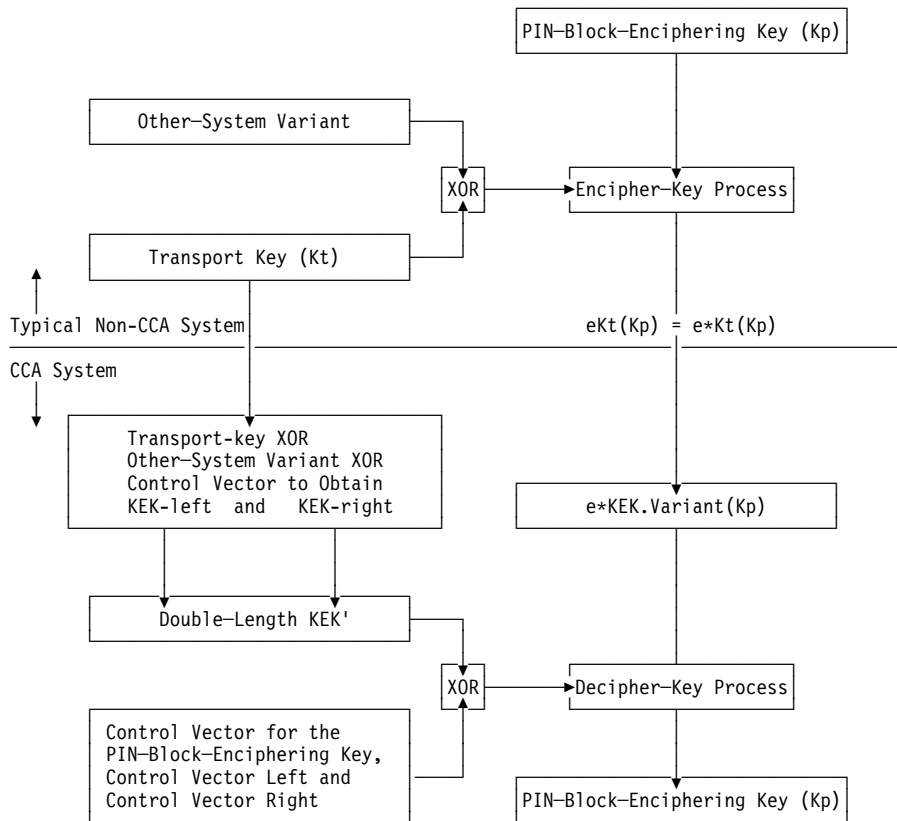 PIN—Block—Enciphering Key (Kp)
Other—System Variant
XOR
Encipher—Key Process
Transport Key (Kt)
Typical Non-CCA System
eKt(Kp) = e*Kt(Kp)
CCA System
Transport-key XOR
Other—System Variant XOR
Control Vector to Obtain
KEK-left and KEK-right
e*KEK.Variant(Kp)
Double—Length KEK'
XOR
Decipher—Key Process
Control Vector for the
PIN—Block—Enciphering Key,
Control Vector Left and
Control Vector Right
PIN—Block—Enciphering Key (Kp)